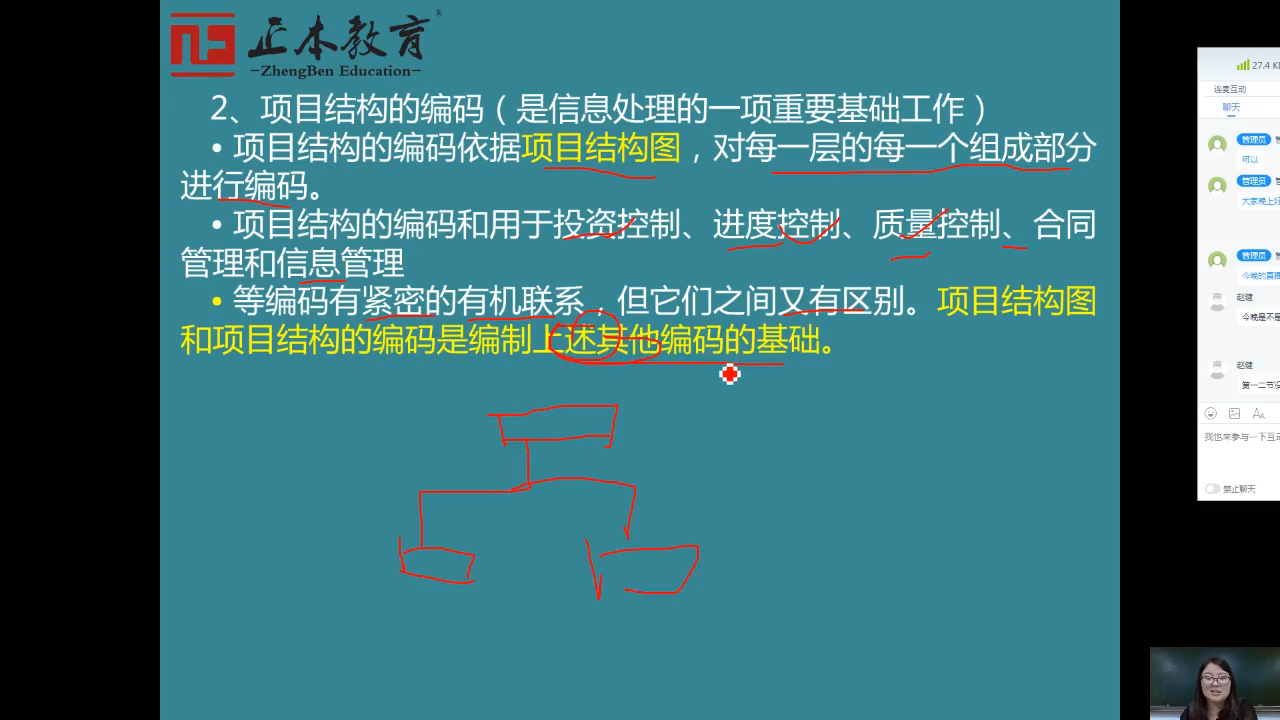 正本教育
®
-ZhengBen Education-
2、项目结构的编码（是信息处理的一项重要基础工作）
• 项目结构的编码依据项目结构图，对每一层的每一个组成部分
进行编码。
• 项目结构的编码和用于投资控制、进度控制、质量控制、合同
管理和信息管理
• 等编码有紧密的有机联系，但它们之间又有区别。项目结构图
和项目结构的编码是编制上述其他编码的基础。
27.4 K
连麦互动
聊天
管理员
可以
管理员
大家晚上好
管理员
今晚的直播
赵健
今晚是不是
赵健
第一二节没
我也来参与一下互动
禁止聊天